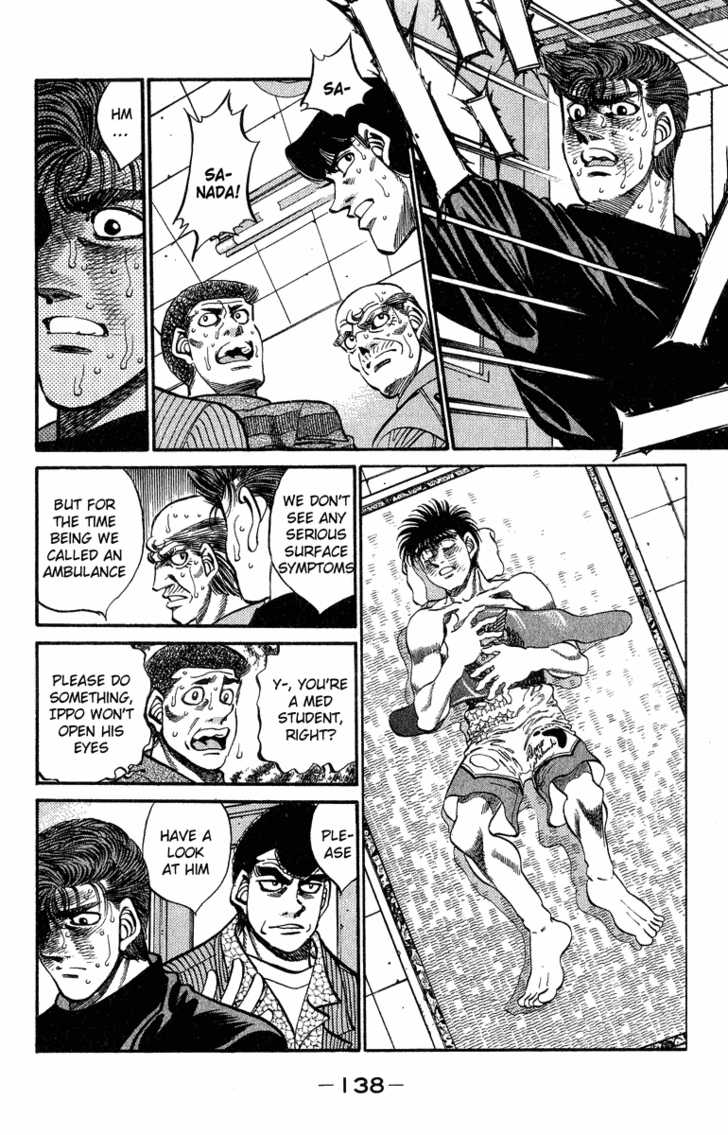 SA-
SA-
NADA!
HM
...
WE DON'T
SEE ANY
SERIOUS
SURFACE
SYMPTOMS
BUT FOR
THE TIME
BEING WE
CALLED AN
AMBULANCE
Y-, YOU'RE
A MED
STUDENT,
RIGHT?
PLEASE DO
SOMETHING,
IPPO WON'T
OPEN HIS
EYES
PLE-
ASE
HAVE A
LOOK
AT HIM
-138-